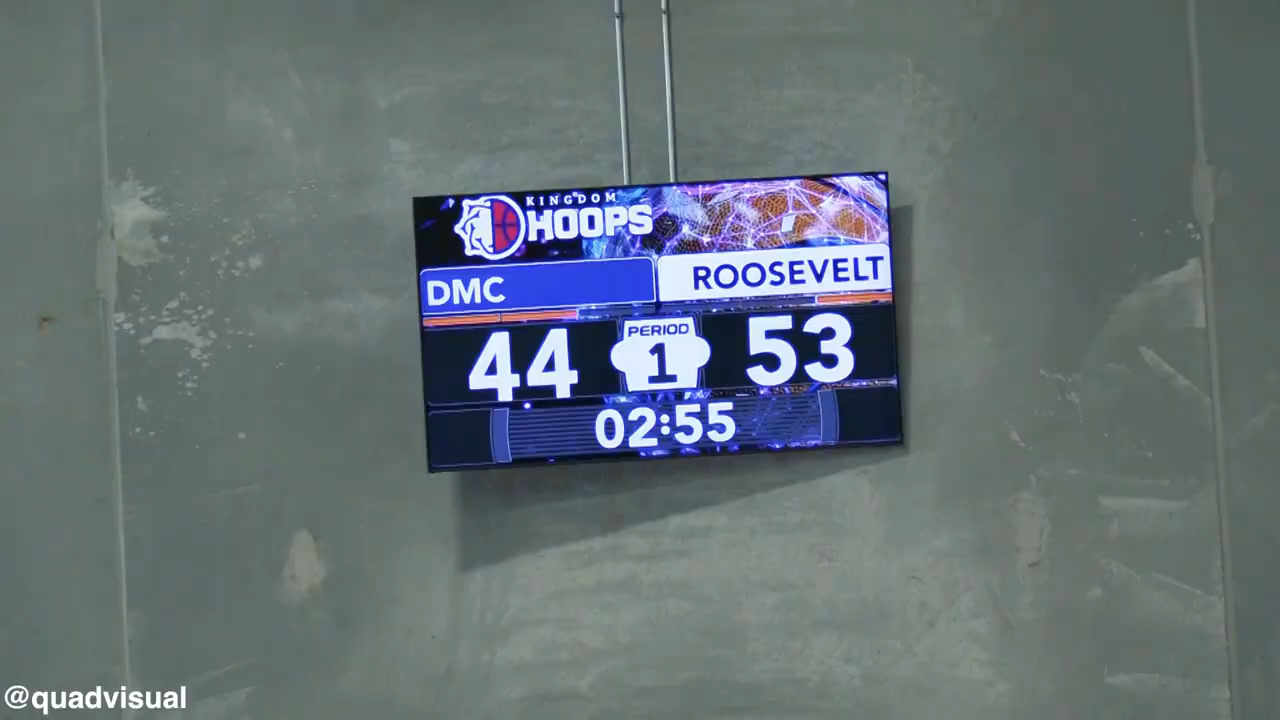 KINGDOM
HOOPS
DMC
ROOSEVELT
44
PERIOD
1
53
02:55
@quadvisual